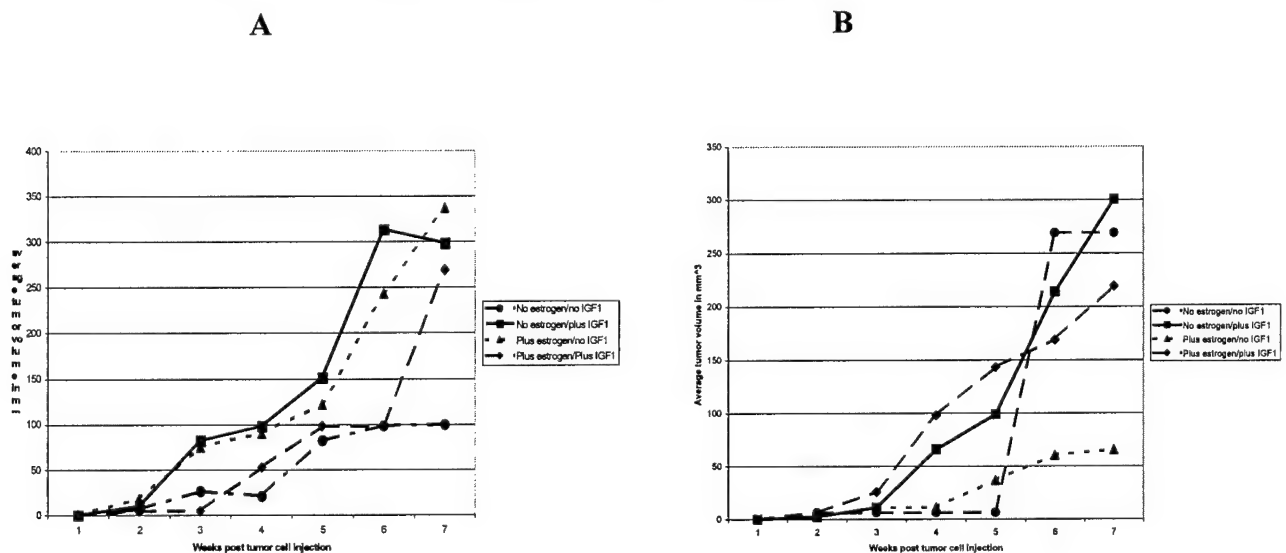 A
B
400
350
300
250
200
150
100
50
0
1 2 3 4 5 6 7
Weeks post tumor cell injection
No estrogen/no IGF1
No estrogen/plus IGF1
Plus estrogen/no IGF1
Plus estrogen/Plus IGF1
Average tumor volume in mm^3
350
300
250
200
150
100
50
0
1 2 3 4 5 6 7
Weeks post tumor cell injection
No estrogen/no IGF1
No estrogen/plus IGF1
Plus estrogen/no IGF1
Plus estrogen/plus IGF1